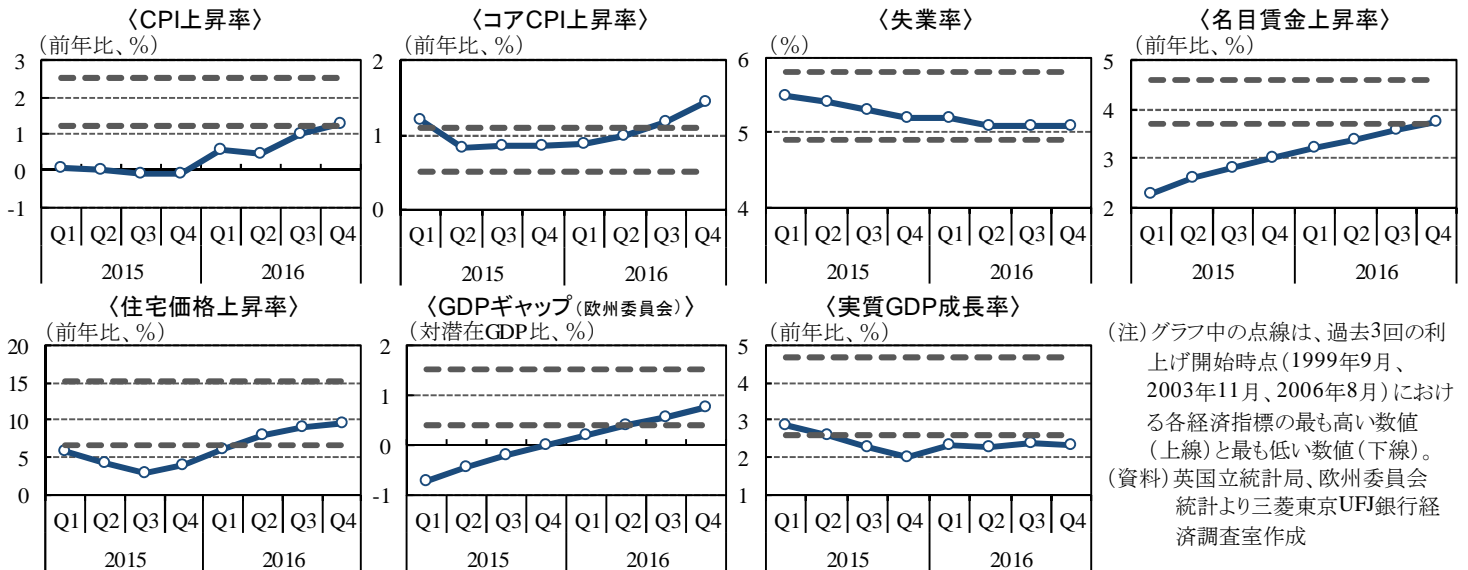 〈CPI上昇率〉
(前年比、%)
3
2
1
0
-1
Q1 Q2 Q3 Q4 Q1 Q2 Q3 Q4
2015 2016
〈コアCPI上昇率〉
(前年比、%)
2
1
0
Q1 Q2 Q3 Q4 Q1 Q2 Q3 Q4
2015 2016
〈失業率〉
(%)
6
5
4
Q1 Q2 Q3 Q4 Q1 Q2 Q3 Q4
2015 2016
〈名目賃金上昇率〉
(前年比、%)
5
4
3
2
Q1 Q2 Q3 Q4 Q1 Q2 Q3 Q4
2015 2016
〈住宅価格上昇率〉
(前年比、%)
20
15
10
5
0
Q1 Q2 Q3 Q4 Q1 Q2 Q3 Q4
2015 2016
〈GDPギャップ(欧州委員会)〉
(対潜在GDP比、%)
2
1
0
-1
Q1 Q2 Q3 Q4 Q1 Q2 Q3 Q4
2015 2016
〈実質GDP成長率〉
(前年比、%)
5
4
3
2
1
Q1 Q2 Q3 Q4 Q1 Q2 Q3 Q4
2015 2016
(注)グラフ中の点線は、過去3回の利
上げ開始時点(1999年9月、
2003年11月、2006年8月)におけ
る各経済指標の最も高い数値
(上線)と最も低い数値(下線)。
(資料)英国立統計局、欧州委員会
統計より三菱東京UFJ銀行経
済調査室作成